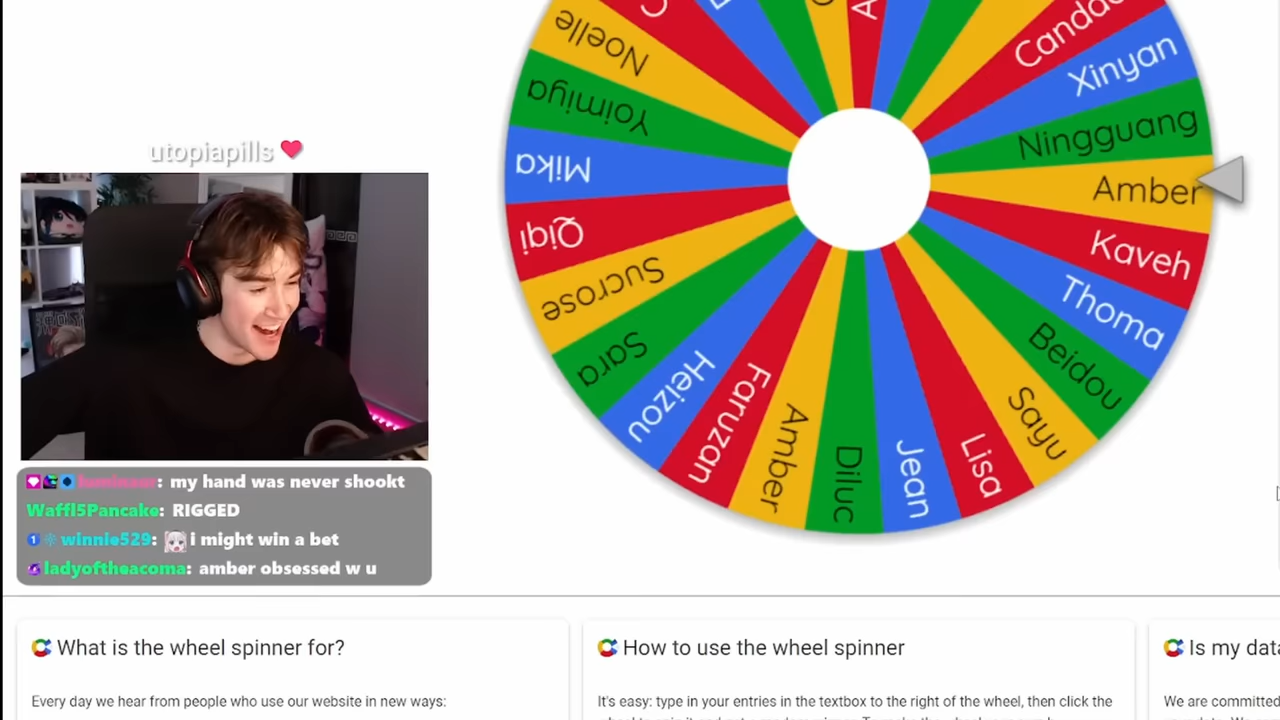 utopiapills
my hand was never shookt
Waffl5Pancake: RIGGED
winnie529: i might win a bet
ladyoftheacoma: amber obsessed w u
Xinyan
Ningguang
Amber
Kaveh
Thoma
Beidou
Sayu
Lisa
Jean
Diluc
Amber
Faruzan
Heizou
Sara
Sucrose
Qiqi
Mika
Yoimiya
Noelle
What is the wheel spinner for?
Every day we hear from people who use our website in new ways:
How to use the wheel spinner
It's easy: type in your entries in the textbox to the right of the wheel, then click the
Is my data
We are committed